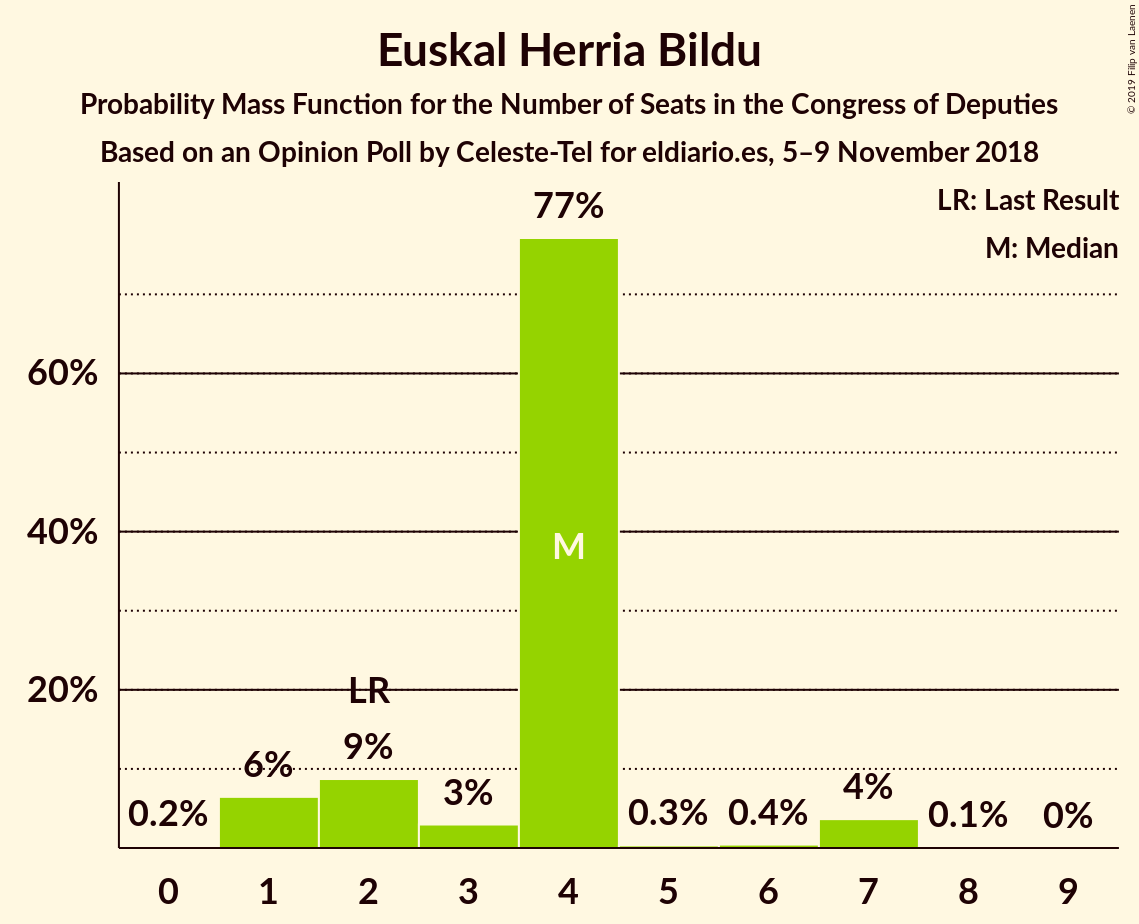 Euskal Herria Bildu
Probability Mass Function for the Number of Seats in the Congress of Deputies
Based on an Opinion Poll by Celeste-Tel for eldiario.es, 5–9 November 2018
© 2019 Filip van Laenen
LR: Last Result
M: Median
77%
60%
40%
M
20%
LR
0.2%
6%
9%
3%
0.3%
0.4%
4%
0.1%
0%
0 1 2 3 4 5 6 7 8 9